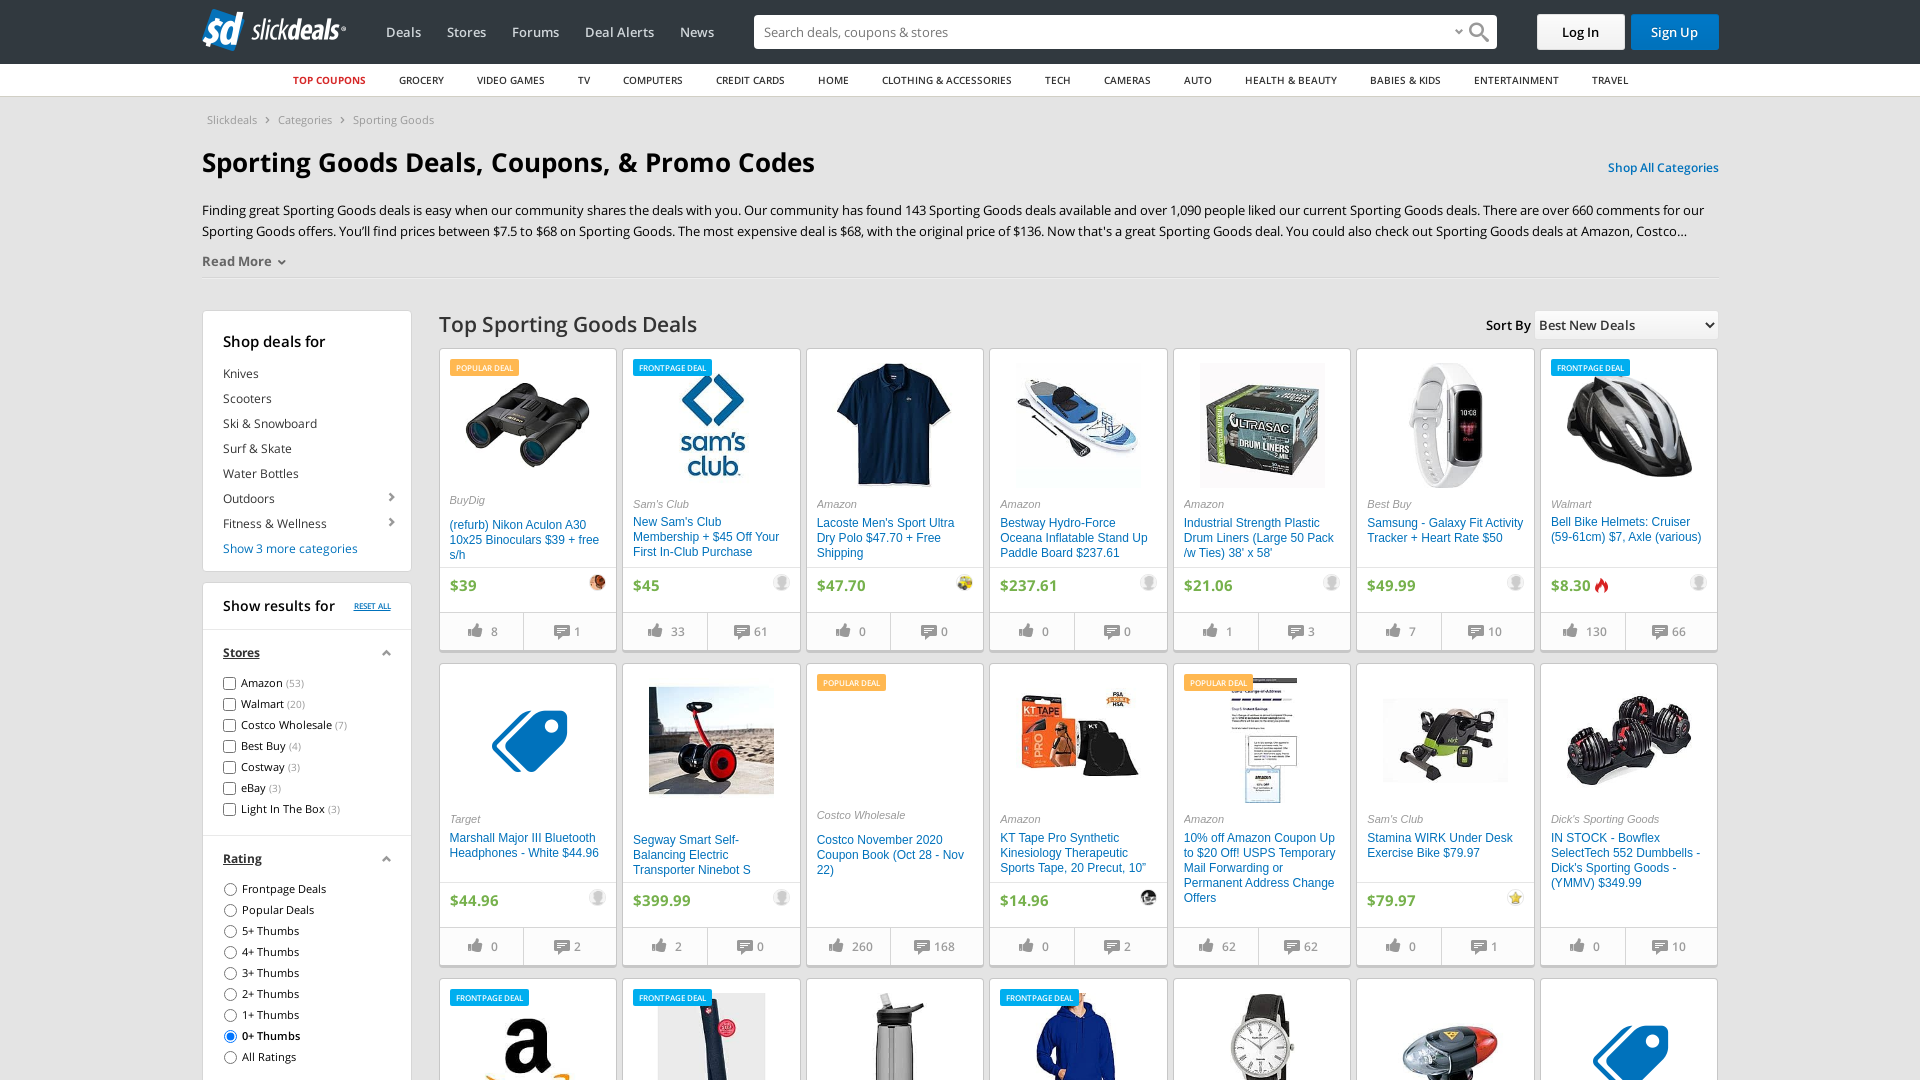 sd slickdeals
Deals
Stores
Forums
Deal Alerts
News
Search deals, coupons & stores
Log In
Sign Up
TOP COUPONS
GROCERY
VIDEO GAMES
TV
COMPUTERS
CREDIT CARDS
HOME
CLOTHING & ACCESSORIES
TECH
CAMERAS
AUTO
HEALTH & BEAUTY
BABIES & KIDS
ENTERTAINMENT
TRAVEL
Slickdeals › Categories › Sporting Goods
Sporting Goods Deals, Coupons, & Promo Codes
Shop All Categories
Finding great Sporting Goods deals is easy when our community shares the deals with you. Our community has found 143 Sporting Goods deals available and over 1,090 people liked our current Sporting Goods deals. There are over 660 comments for our
Sporting Goods offers. You’ll find prices between $7.5 to $68 on Sporting Goods. The most expensive deal is $68, with the original price of $136. Now that's a great Sporting Goods deal. You could also check out Sporting Goods deals at Amazon, Costco...
Read More
Shop deals for
Knives
Scooters
Ski & Snowboard
Surf & Skate
Water Bottles
Outdoors
Fitness & Wellness
Show 3 more categories
Show results for
RESET ALL
Stores
Amazon (53)
Walmart (20)
Costco Wholesale (7)
Best Buy (4)
Costway (3)
eBay (3)
Light In The Box (3)
Rating
Frontpage Deals
Popular Deals
5+ Thumbs
4+ Thumbs
3+ Thumbs
2+ Thumbs
1+ Thumbs
0+ Thumbs
All Ratings
Top Sporting Goods Deals
Sort By
Best New Deals
POPULAR DEAL
BuyDig
(refurb) Nikon Aculon A30
10x25 Binoculars $39 + free
s/h
$39
8
1
FRONTPAGE DEAL
sam's
club
Sam's Club
New Sam's Club
Membership + $45 Off Your
First In-Club Purchase
$45
33
61
Amazon
Lacoste Men's Sport Ultra
Dry Polo $47.70 + Free
Shipping
$47.70
0
0
Amazon
Bestway Hydro-Force
Oceana Inflatable Stand Up
Paddle Board $237.61
$237.61
0
0
ULTRASAC
DRUM LINERS
Amazon
Industrial Strength Plastic
Drum Liners (Large 50 Pack
/w Ties) 38' x 58'
$21.06
1
3
10:08
Best Buy
Samsung - Galaxy Fit Activity
Tracker + Heart Rate $50
$49.99
7
10
FRONTPAGE DEAL
Walmart
Bell Bike Helmets: Cruiser
(59-61cm) $7, Axle (various)
$8.30
130
66
Target
Marshall Major III Bluetooth
Headphones - White $44.96
$44.96
0
2
Segway Smart Self-
Balancing Electric
Transporter Ninebot S
$399.99
2
0
POPULAR DEAL
Costco Wholesale
Costco November 2020
Coupon Book (Oct 28 - Nov
22)
260
168
KT TAPE
PRO
KT
FSA
HSA
Amazon
KT Tape Pro Synthetic
Kinesiology Therapeutic
Sports Tape, 20 Precut, 10”
$14.96
0
2
POPULAR DEAL
Amazon
10% off Amazon Coupon Up
to $20 Off! USPS Temporary
Mail Forwarding or
Permanent Address Change
Offers
62
62
Sam's Club
Stamina WIRK Under Desk
Exercise Bike $79.97
$79.97
0
1
Dick's Sporting Goods
IN STOCK - Bowflex
SelectTech 552 Dumbbells -
Dick's Sporting Goods -
(YMMV) $349.99
0
10
FRONTPAGE DEAL
a
FRONTPAGE DEAL
FRONTPAGE DEAL